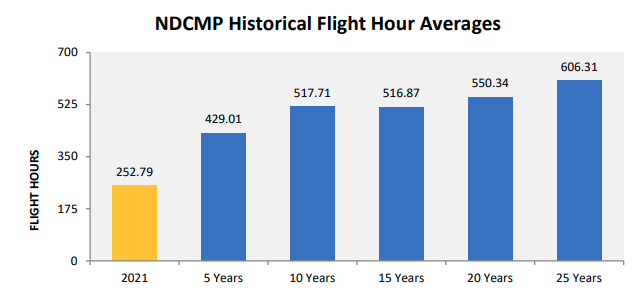 NDCMP Historical Flight Hour Averages
FLIGHT HOURS
700
525
350
175
0
252.79
429.01
517.71
516.87
550.34
606.31
2021
5 Years
10 Years
15 Years
20 Years
25 Years